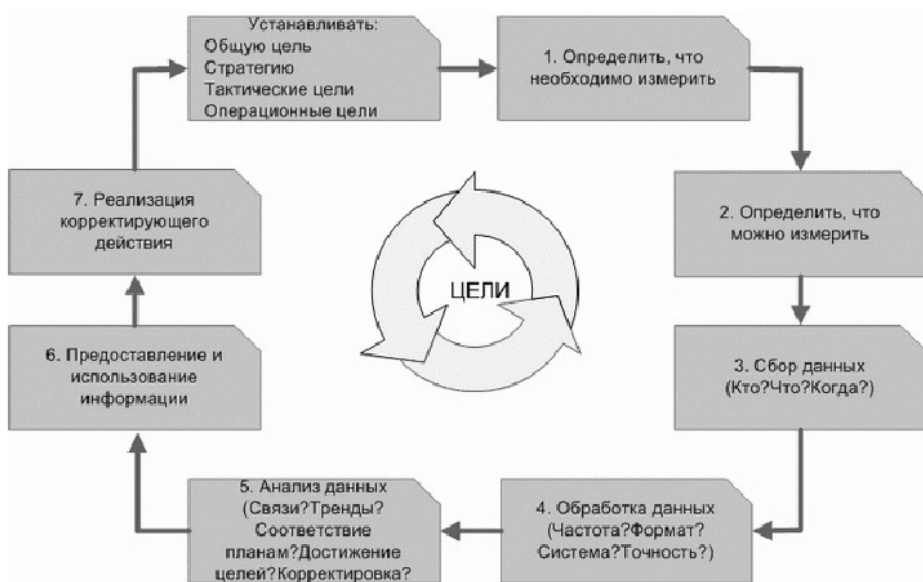 Устанавливать:
Общую цель
Стратегию
Тактические цели
Операционные цели
1. Определить, что
необходимо измерить
2. Определить, что
можно измерить
3. Сбор данных
(Кто?Что?Когда?)
4. Обработка данных
(Частота?Формат?
Система?Точность?)
5. Анализ данных
(Связи?Тренды?
Соответствие
планам?Достижение
целей?Корректировка?
6. Предоставление и
использование
информации
7. Реализация
корректирующего
действия
ЦЕЛИ